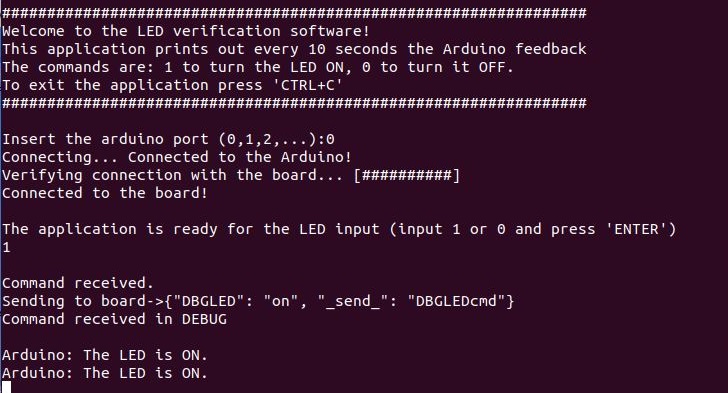 #################################################################
Welcome to the LED verification software!
This application prints out every 10 seconds the Arduino feedback
The commands are: 1 to turn the LED ON, 0 to turn it OFF.
To exit the application press 'CTRL+C'
#################################################################
Insert the arduino port (0,1,2,...):0
Connecting... Connected to the Arduino!
Verifying connection with the board... [##########]
Connected to the board!
The application is ready for the LED input (input 1 or 0 and press 'ENTER')
1
Command received.
Sending to board->{"DBGLED": "on", "_send_": "DBGLEDcmd"}
Command received in DEBUG
Arduino: The LED is ON.
Arduino: The LED is ON.